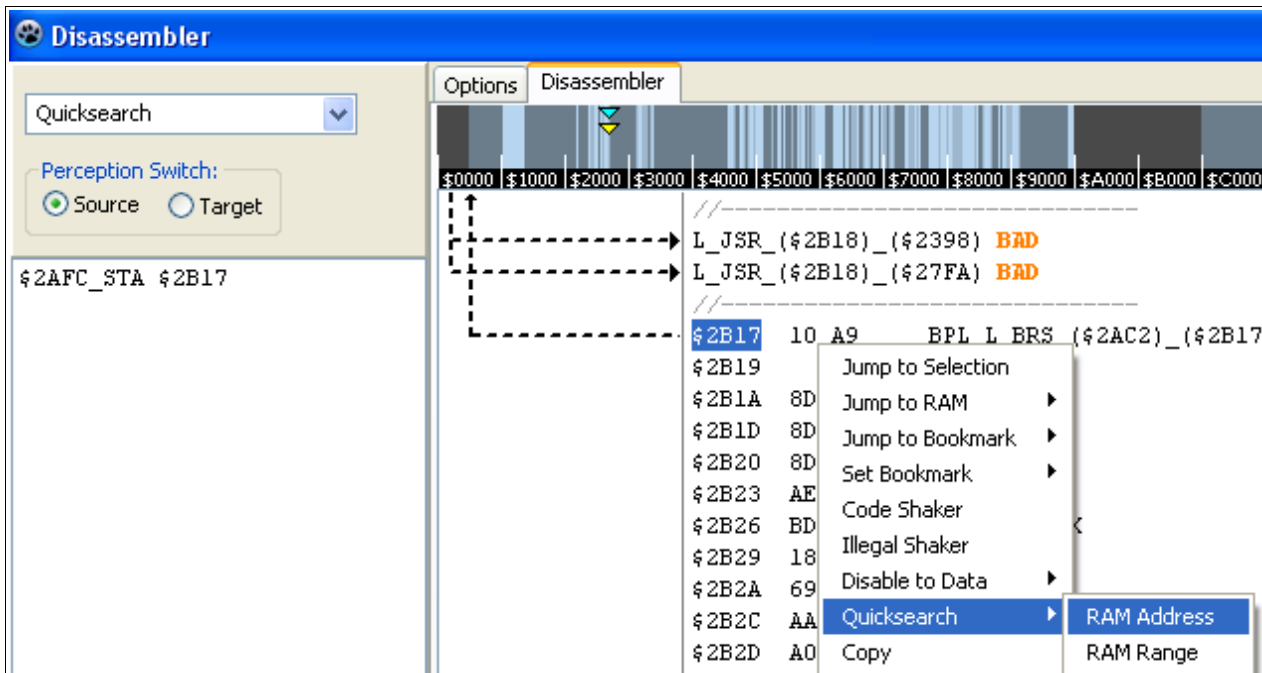 Disassembler
Quicksearch
Perception Switch:
Source Target
$2AFC_STA $2B17
Options Disassembler
$0000 $1000 $2000 $3000 $4000 $5000 $6000 $7000 $8000 $9000 $A000 $B000 $C000
//--------------------------------
L_JSR_($2B18)_($2398) BAD
L_JSR_($2B18)_($27FA) BAD
//--------------------------------
$2B17 10 A9 BPL L_BRS_($2AC2)_($2B17
$2B19
$2B1A 8D
$2B1D 8D
$2B20 8D
$2B23 AE
$2B26 BD
$2B29 18
$2B2A 69
$2B2C AA
$2B2D A0
Jump to Selection
Jump to RAM
Jump to Bookmark
Set Bookmark
Code Shaker
Illegal Shaker
Disable to Data
Quicksearch
Copy
RAM Address
RAM Range